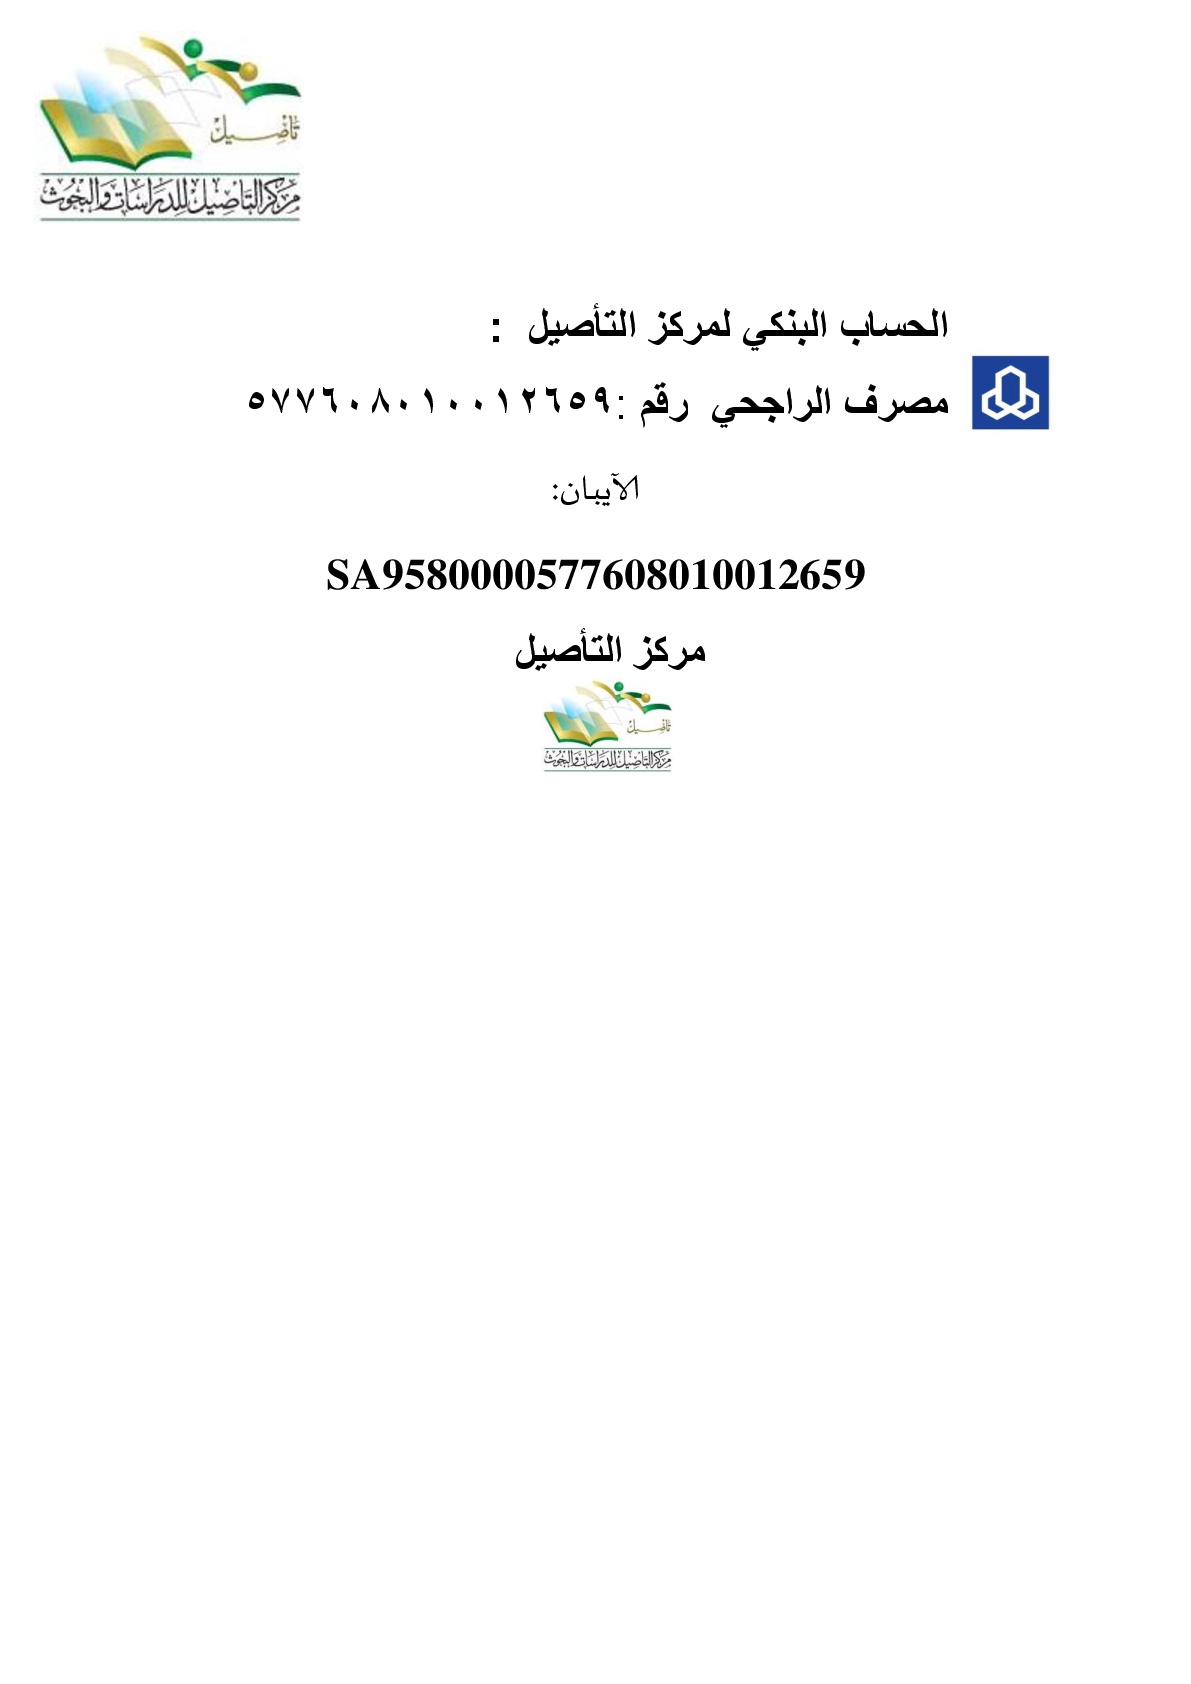 تأصيل
مركز التأصيل للدراسات والبحوث
الحساب البنكي لمركز التأصيل :
مصرف الراجحي رقم :٥٧٧٦٠٨٠١٠٠١٢٦٥٩
الآيبان:
SA9580000577608010012659
مركز التأصيل
تأصيل
مركز التأصيل للدراسات والبحوث